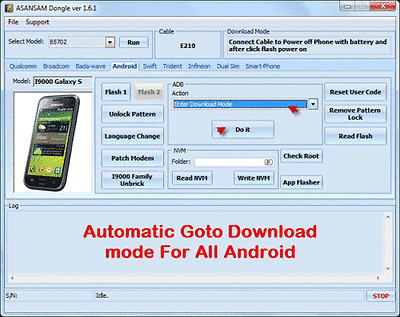 ASANSAM Dongle ver 1.6.1
File Support
Select Model: B5702 Run
Cable
E210
Download Mode
Connect Cable to Power off Phone with battery and
after click flash power on
Qualcomm Broadcom Bada-wave Android Swift Trident Infineon Dual Sim Smart-Phone
Model: I9000 Galaxy S
Flash 1 Flash 2
Unlock Pattern
Language Change
Patch Modem
I9000 Family
Unbrick
ADB
Action
Enter Download Mode
Do it
NVM
Folder:
Read NVM Write NVM
Check Root
App Flasher
Reset User Code
Remove Pattern
Lock
Read Flash
Log
Automatic Goto Download
mode For All Android
S/N: Idle. STOP